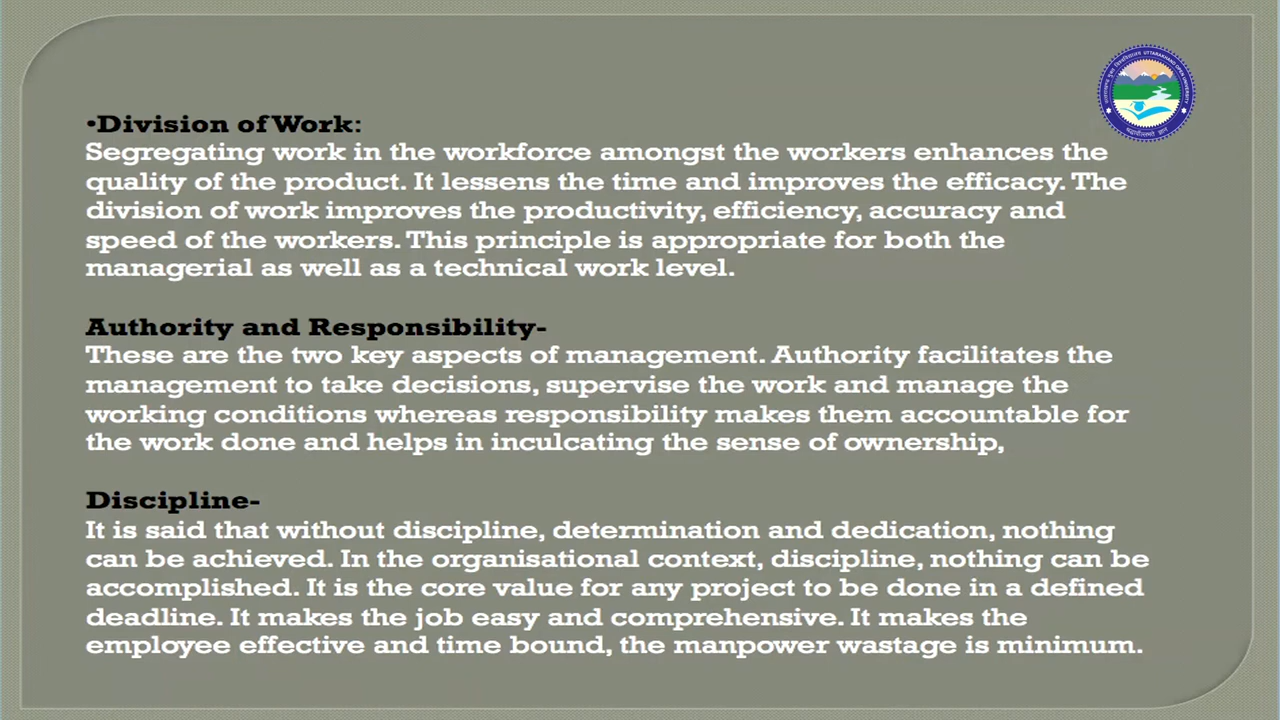 UTTARAKHAND OPEN UNIVERSITY
•Division of Work:
Segregating work in the workforce amongst the workers enhances the
quality of the product. It lessens the time and improves the efficacy. The
division of work improves the productivity, efficiency, accuracy and
speed of the workers. This principle is appropriate for both the
managerial as well as a technical work level.
Authority and Responsibility-
These are the two key aspects of management. Authority facilitates the
management to take decisions, supervise the work and manage the
working conditions whereas responsibility makes them accountable for
the work done and helps in inculcating the sense of ownership,
Discipline-
It is said that without discipline, determination and dedication, nothing
can be achieved. In the organisational context, discipline, nothing can be
accomplished. It is the core value for any project to be done in a defined
deadline. It makes the job easy and comprehensive. It makes the
employee effective and time bound, the manpower wastage is minimum.